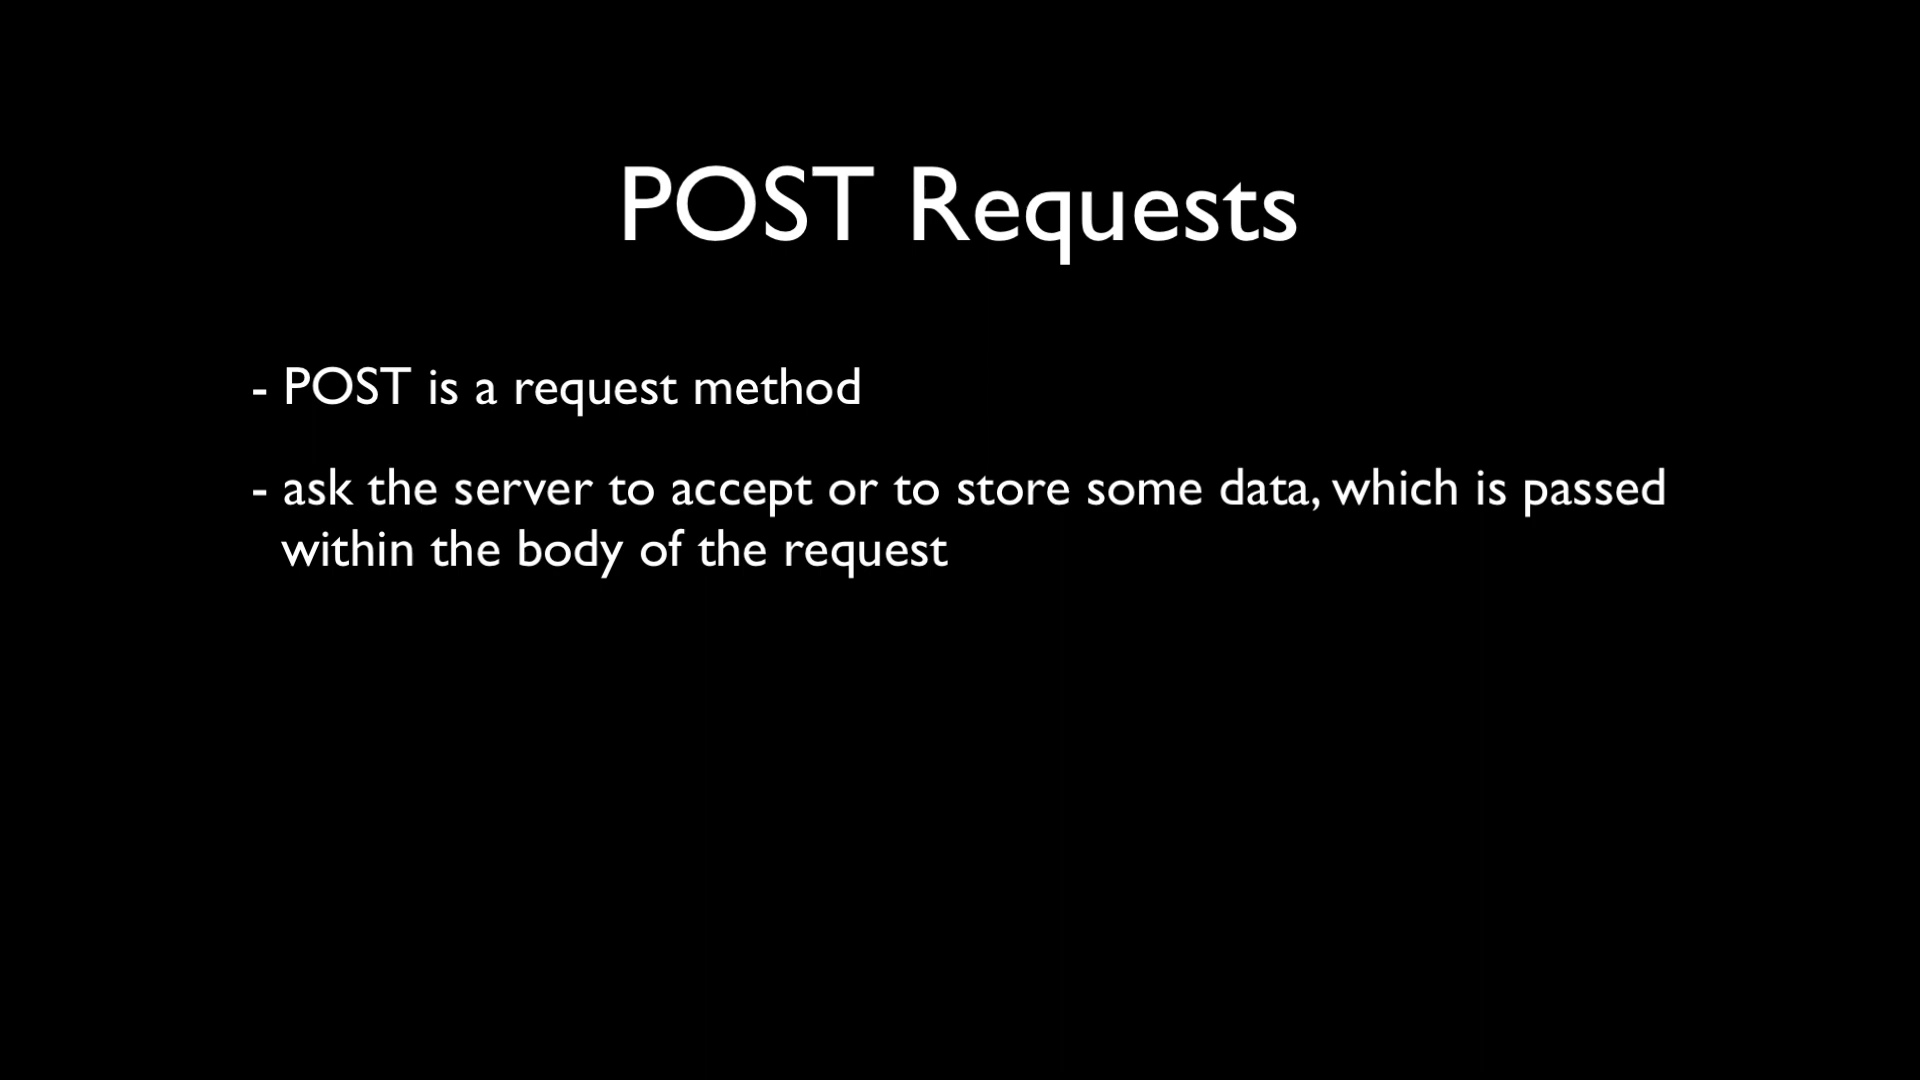 POST Requests
- POST is a request method
- ask the server to accept or to store some data, which is passed
within the body of the request